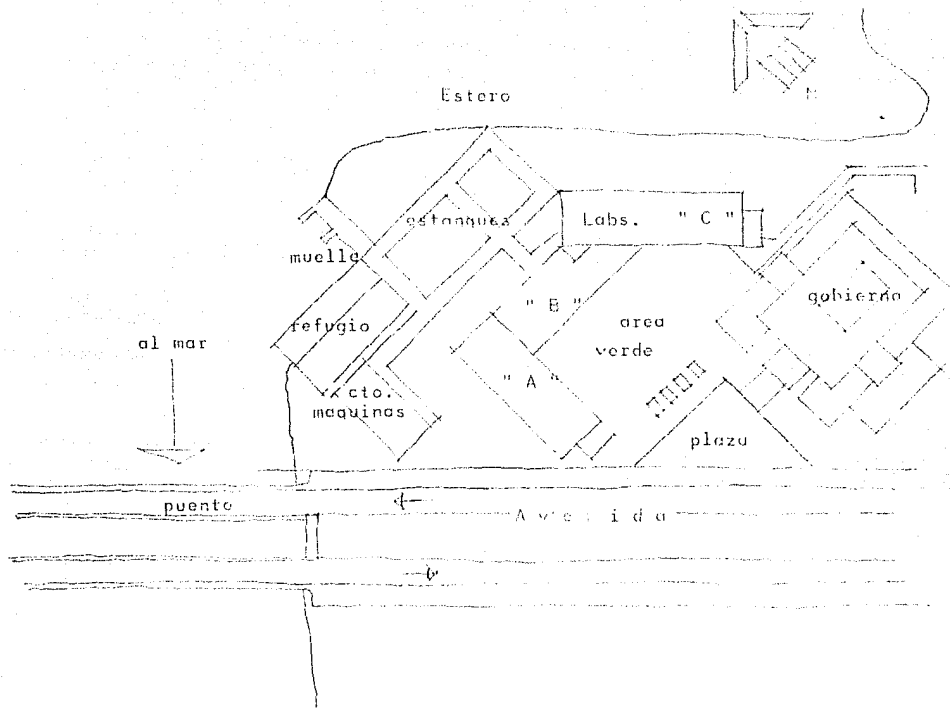 M
Estero
estanques
Labs. " C "
muelle
gobierno
" B "
refugio
area
verde
al mar
" A "
cto.
maquinas
plaza
puente